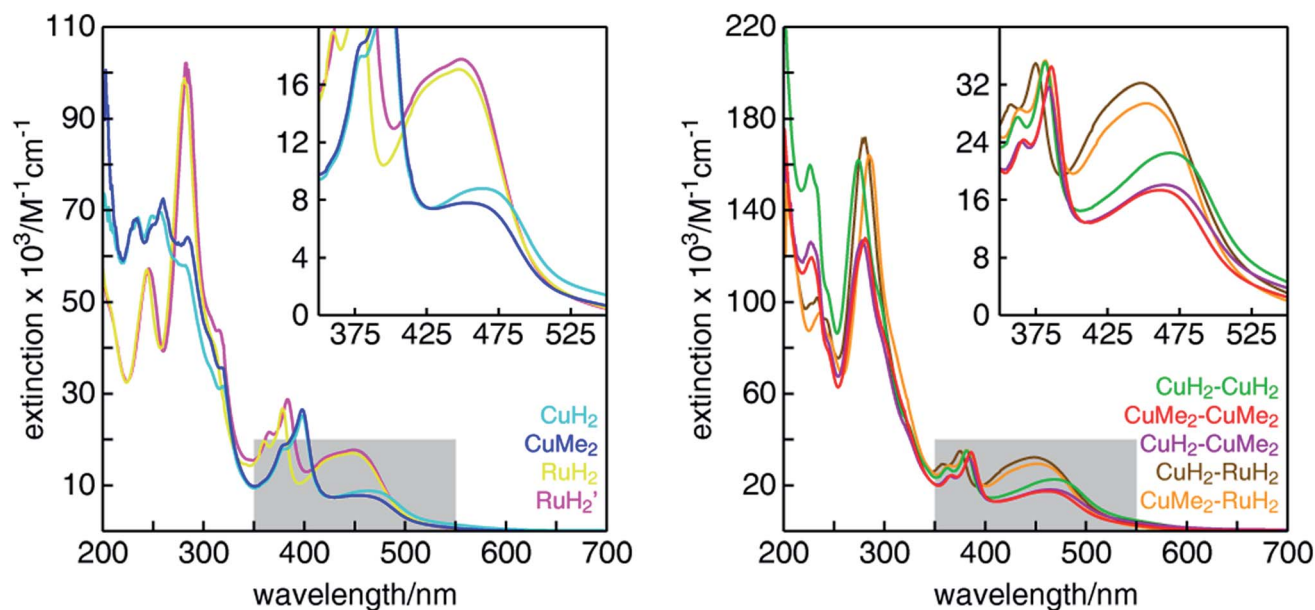 110
90
70
50
30
10
extinction x 10³/M⁻¹cm⁻¹
200 300 400 500 600 700
wavelength/nm
16
12
8
4
0
375 425 475 525
CuH₂
CuMe₂
RuH₂
RuH₂’
220
180
140
100
60
20
extinction x 10³/M⁻¹cm⁻¹
200 300 400 500 600 700
wavelength/nm
32
24
16
8
0
375 425 475 525
CuH₂-CuH₂
CuMe₂-CuMe₂
CuH₂-CuMe₂
CuH₂-RuH₂
CuMe₂-RuH₂